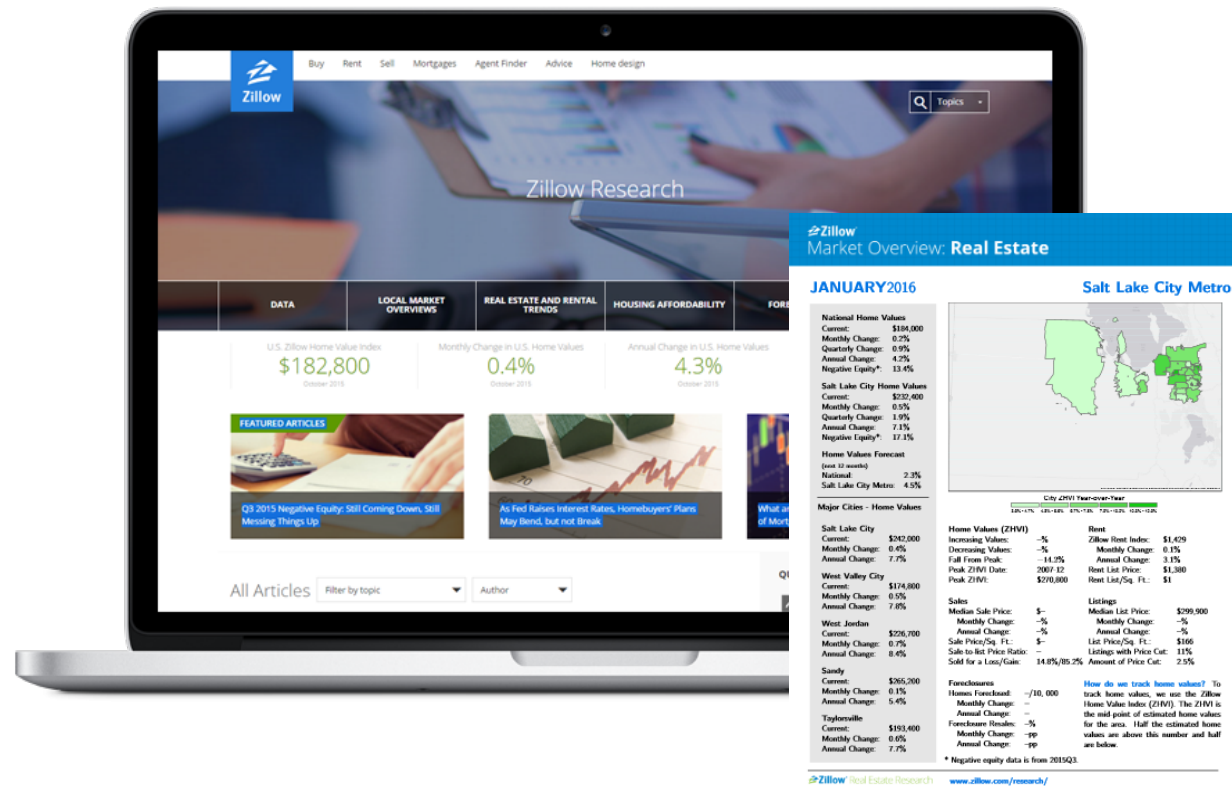 Zillow
Buy Rent Sell Mortgages Agent Finder Advice Home design
Topics
Zillow Research
DATA
LOCAL MARKET
OVERVIEWS
REAL ESTATE AND RENTAL
TRENDS
HOUSING AFFORDABILITY
FORE
U.S. Zillow Home Value Index
$182,800
October 2015
Monthly Change in U.S. Home Values
0.4%
October 2015
Annual Change in U.S. Home Values
4.3%
October 2015
FEATURED ARTICLES
Q3 2015 Negative Equity: Still Coming Down, Still
Messing Things Up
70
As Fed Raises Interest Rates, Homebuyers' Plans
May Bend, but not Break
What ar
of Mort
All Articles Filter by topic Author
QU
Zillow
Market Overview: Real Estate
JANUARY2016 Salt Lake City Metro
National Home Values
Current: $184,000
Monthly Change: 0.2%
Quarterly Change: 0.9%
Annual Change: 4.2%
Negative Equity*: 13.4%
Salt Lake City Home Values
Current: $232,400
Monthly Change: 0.5%
Quarterly Change: 1.9%
Annual Change: 7.1%
Negative Equity*: 17.1%
Home Values Forecast
(next 12 months)
National: 2.3%
Salt Lake City Metro: 4.5%
Major Cities - Home Values
Salt Lake City
Current: $242,000
Monthly Change: 0.4%
Annual Change: 7.7%
West Valley City
Current: $174,800
Monthly Change: 0.5%
Annual Change: 7.8%
West Jordan
Current: $226,700
Monthly Change: 0.7%
Annual Change: 8.4%
Sandy
Current: $265,200
Monthly Change: 0.1%
Annual Change: 5.4%
Taylorsville
Current: $193,400
Monthly Change: 0.6%
Annual Change: 7.7%
City ZHVI Year-over-Year
Home Values (ZHVI)
Increasing Values: –%
Decreasing Values: –%
Fall From Peak: –14.2%
Peak ZHVI Date: 2007-12
Peak ZHVI: $270,800
Rent
Zillow Rent Index: $1,429
Monthly Change: 0.1%
Annual Change: 3.1%
Rent List Price: $1,380
Rent List/Sq. Ft.: $1
Sales
Median Sale Price: $–
Monthly Change: –%
Annual Change: –%
Sale Price/Sq. Ft.: $–
Sale-to-list Price Ratio: –
Sold for a Loss/Gain: 14.8%/85.2%
Listings
Median List Price: $299,900
Monthly Change: –%
Annual Change: –%
List Price/Sq. Ft.: $166
Listings with Price Cut: 11%
Amount of Price Cut: 2.5%
Foreclosures
Homes Foreclosed: –/10, 000
Monthly Change: –
Annual Change: –
Foreclosure Resales: –%
Monthly Change: –pp
Annual Change: –pp
How do we track home values? To
track home values, we use the Zillow
Home Value Index (ZHVI). The ZHVI is
the mid-point of estimated home values
for the area. Half the estimated home
values are above this number and half
are below.
* Negative equity data is from 2015Q3.
Zillow Real Estate Research www.zillow.com/research/